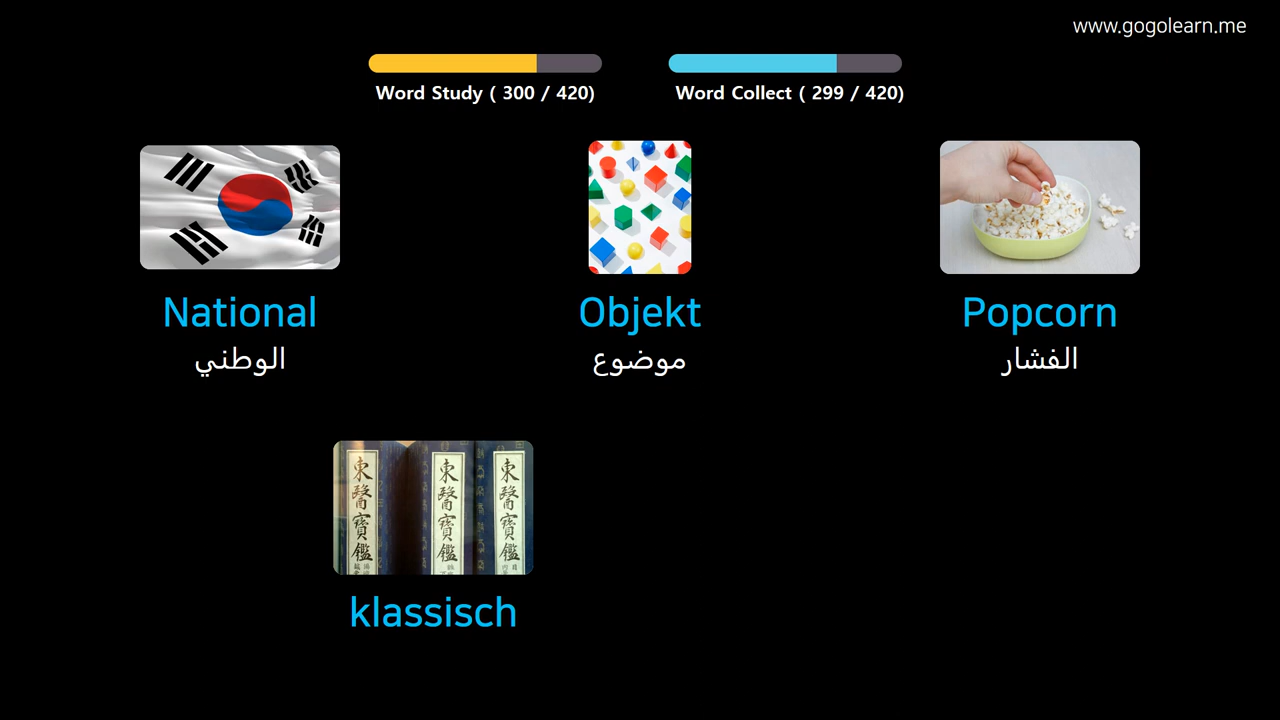 www.gogolearn.me
Word Study ( 300 / 420)
Word Collect ( 299 / 420)
National
الوطني
Objekt
موضوع
Popcorn
الفشار
東醫寶鑑
東醫寶鑑
東醫寶鑑
klassisch